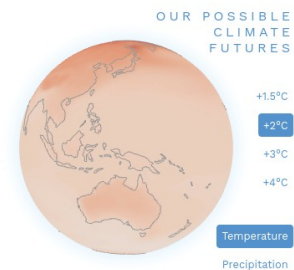 OUR POSSIBLE
CLIMATE
FUTURES
+1.5°C
+2°C
+3°C
+4°C
Temperature
Precipitation